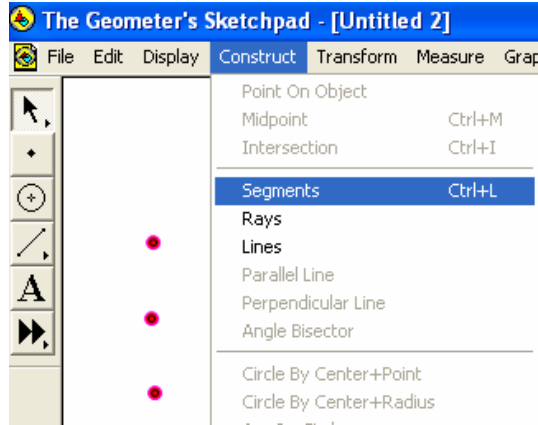 The Geometer's Sketchpad - [Untitled 2]
File Edit Display Construct Transform Measure Grap
Point On Object
Midpoint Ctrl+M
Intersection Ctrl+I
Segments Ctrl+L
Rays
Lines
Parallel Line
Perpendicular Line
Angle Bisector
A
Circle By Center+Point
Circle By Center+Radius